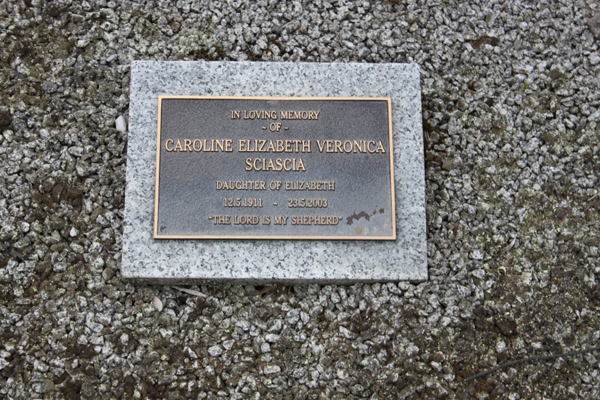 IN LOVING MEMORY
~ OF ~
CAROLINE ELIZABETH VERONICA
SCIASCIA
DAUGHTER OF ELIZABETH
12.5.1911 - 23.5.2003
"THE LORD IS MY SHEPHERD"